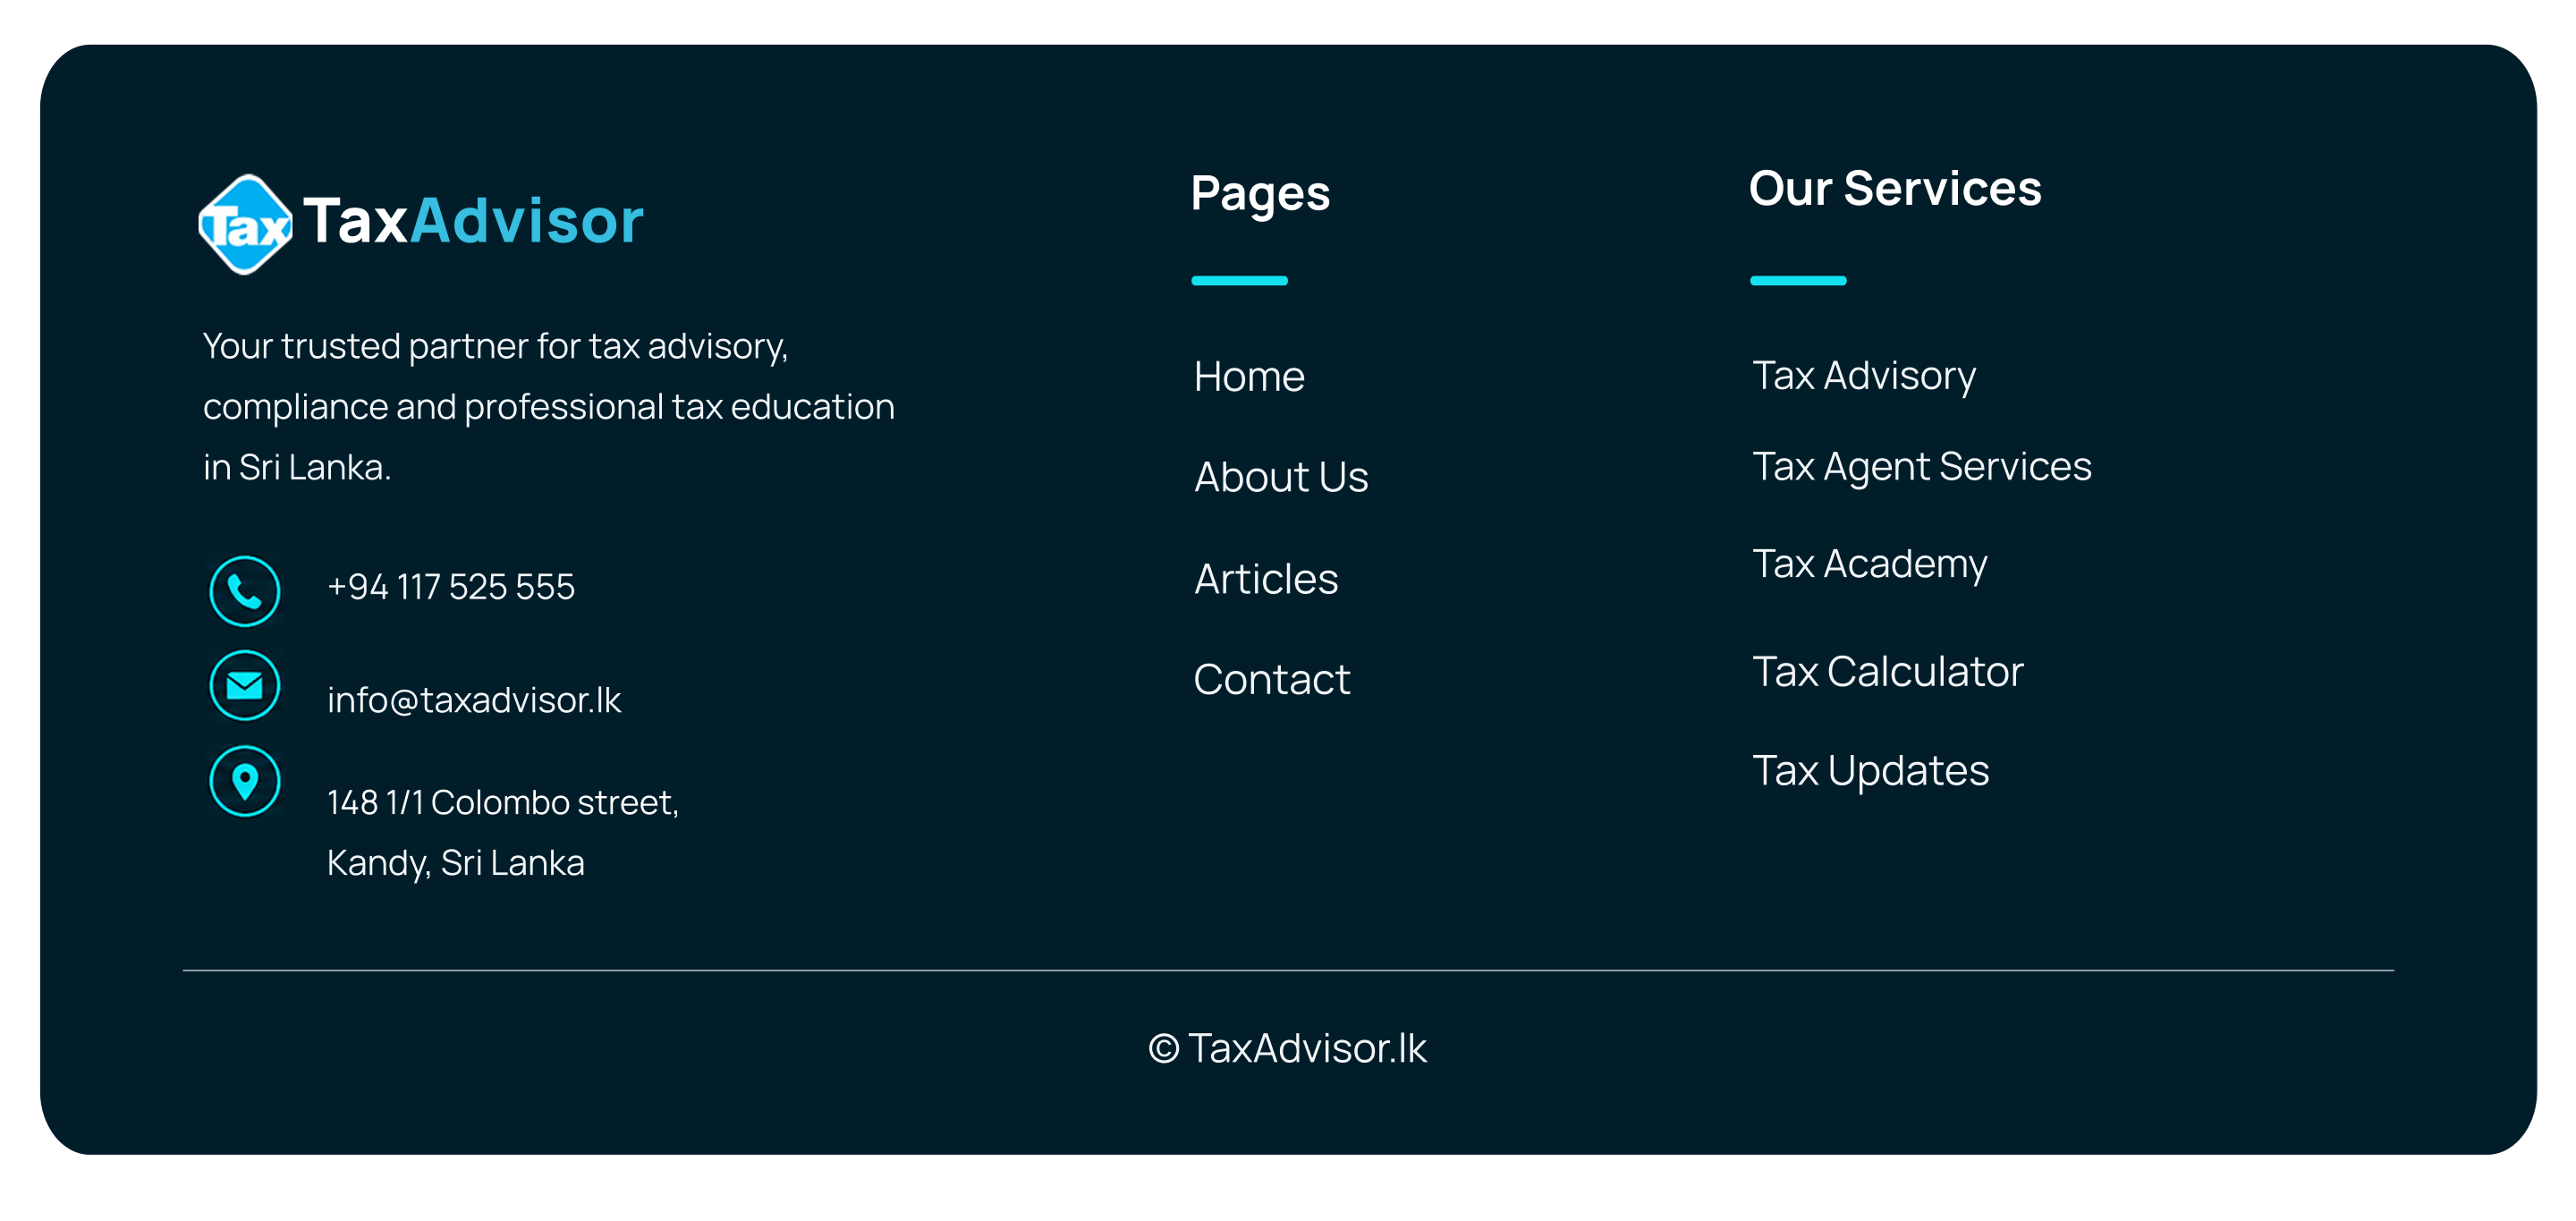 Tax
TaxAdvisor
Your trusted partner for tax advisory,
compliance and professional tax education
in Sri Lanka.
+94 117 525 555
info@taxadvisor.lk
148 1/1 Colombo street,
Kandy, Sri Lanka
Pages
Home
About Us
Articles
Contact
Our Services
Tax Advisory
Tax Agent Services
Tax Academy
Tax Calculator
Tax Updates
© TaxAdvisor.lk